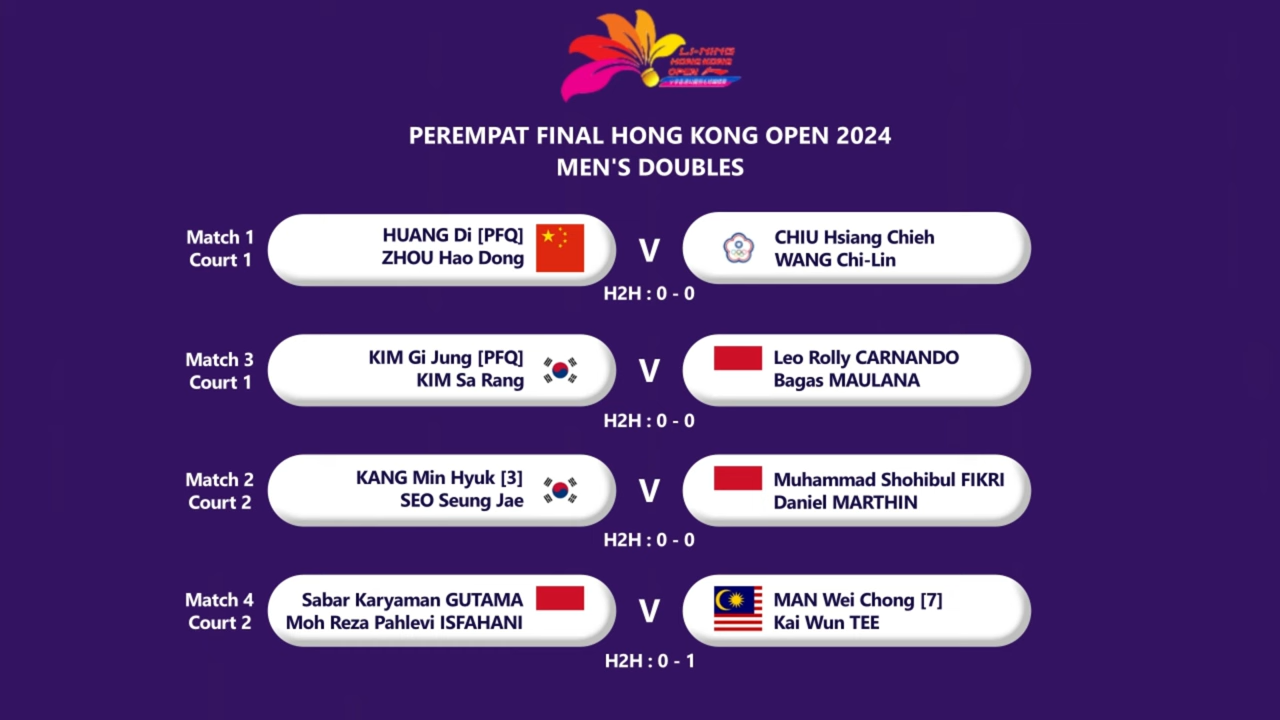 LI-NING
HONG KONG
OPEN
PEREMPAT FINAL HONG KONG OPEN 2024
MEN'S DOUBLES
Match 1
Court 1
HUANG Di [PFQ]
ZHOU Hao Dong
V
CHIU Hsiang Chieh
WANG Chi-Lin
H2H : 0 - 0
Match 3
Court 1
KIM Gi Jung [PFQ]
KIM Sa Rang
V
Leo Rolly CARNANDO
Bagas MAULANA
H2H : 0 - 0
Match 2
Court 2
KANG Min Hyuk [3]
SEO Seung Jae
V
Muhammad Shohibul FIKRI
Daniel MARTHIN
H2H : 0 - 0
Match 4
Court 2
Sabar Karyaman GUTAMA
Moh Reza Pahlevi ISFAHANI
V
MAN Wei Chong [7]
Kai Wun TEE
H2H : 0 - 1